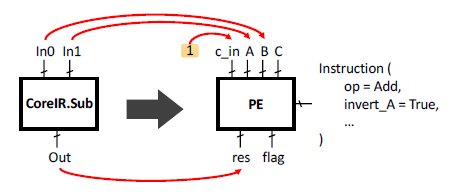 In0 In1
1
c_in A B C
CoreIR.Sub
PE
Instruction (
op = Add,
invert_A = True,
...
)
Out
res flag